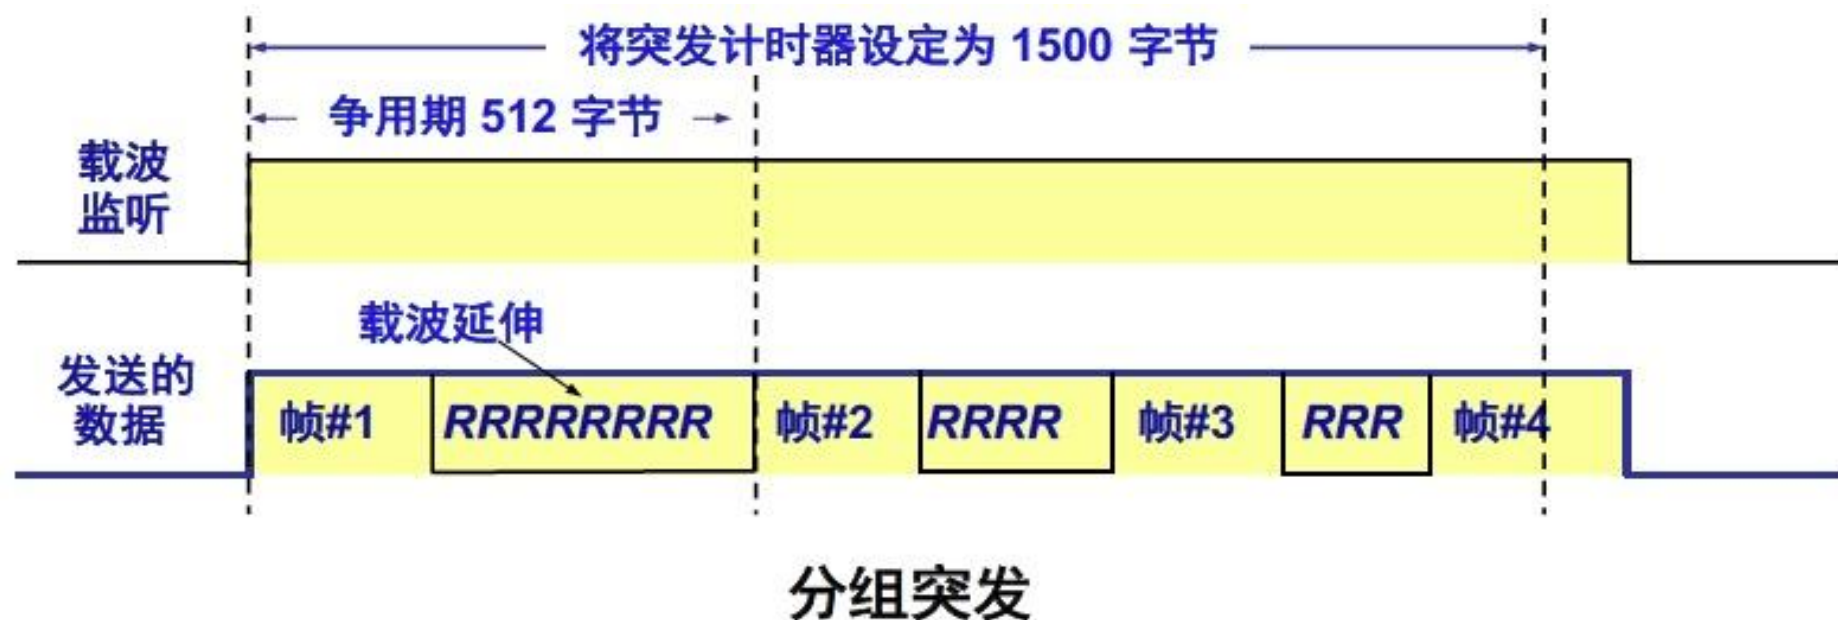 将突发计时器设定为 1500 字节
争用期 512 字节
载波
监听
载波延伸
发送的
数据
帧#1 RRRRRRRR 帧#2 RRRR 帧#3 RRR 帧#4
分组突发